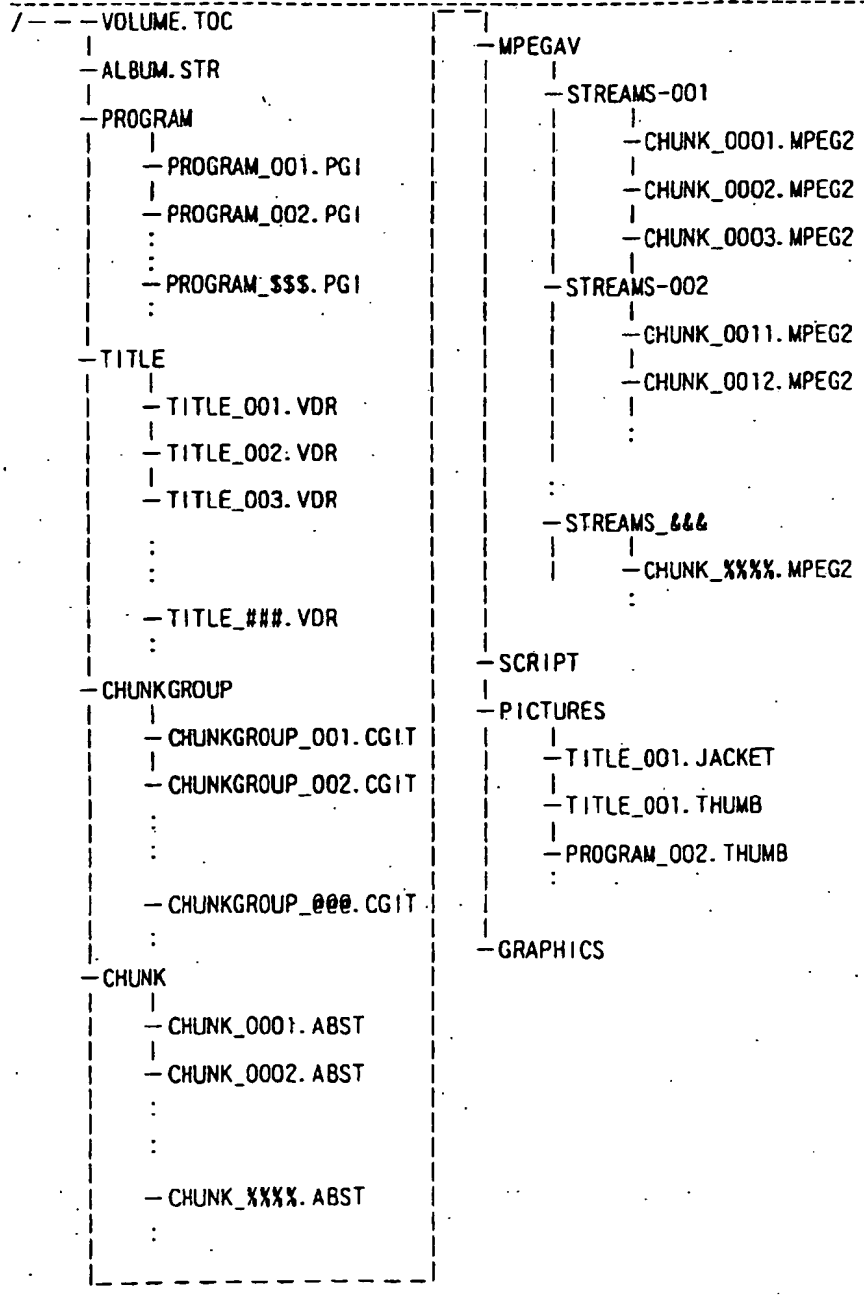 /---VOLUME.TOC
ALBUM.STR
PROGRAM
PROGRAM_001.PGI
PROGRAM_002.PGI
PROGRAM_$$$.PGI
TITLE
TITLE_001.VDR
TITLE_002.VDR
TITLE_003.VDR
TITLE_###.VDR
CHUNKGROUP
CHUNKGROUP_001.CGIT
CHUNKGROUP_002.CGIT
CHUNKGROUP_@@@.CGIT
CHUNK
CHUNK_0001.ABST
CHUNK_0002.ABST
CHUNK_%%%%.ABST
MPEGAV
STREAMS-001
CHUNK_0001.MPEG2
CHUNK_0002.MPEG2
CHUNK_0003.MPEG2
STREAMS-002
CHUNK_0011.MPEG2
CHUNK_0012.MPEG2
STREAMS_&&&
CHUNK_%%%%.MPEG2
SCRIPT
PICTURES
TITLE_001.JACKET
TITLE_001.THUMB
PROGRAM_002.THUMB
GRAPHICS